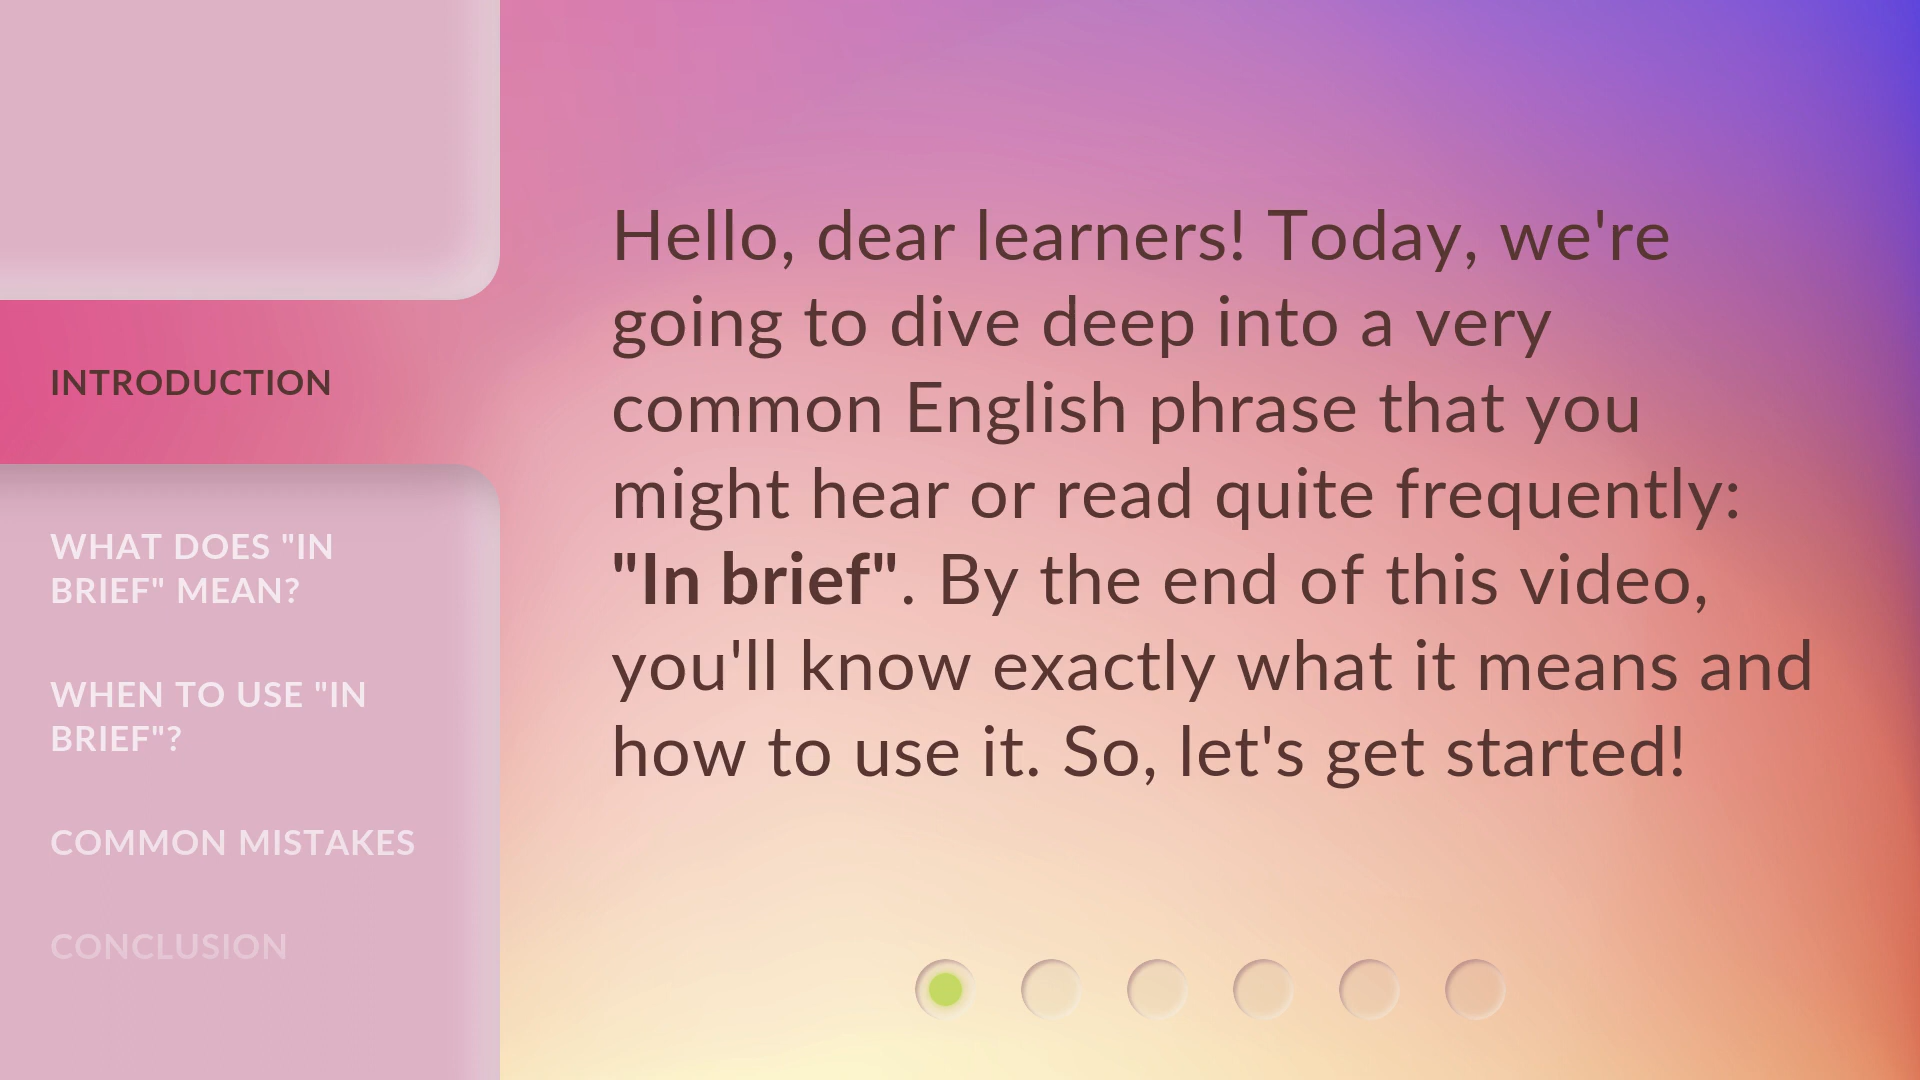 INTRODUCTION
WHAT DOES "IN
BRIEF" MEAN?
WHEN TO USE "IN
BRIEF"?
COMMON MISTAKES
CONCLUSION
Hello, dear learners! Today, we're
going to dive deep into a very
common English phrase that you
might hear or read quite frequently:
"In brief". By the end of this video,
you'll know exactly what it means and
how to use it. So, let's get started!